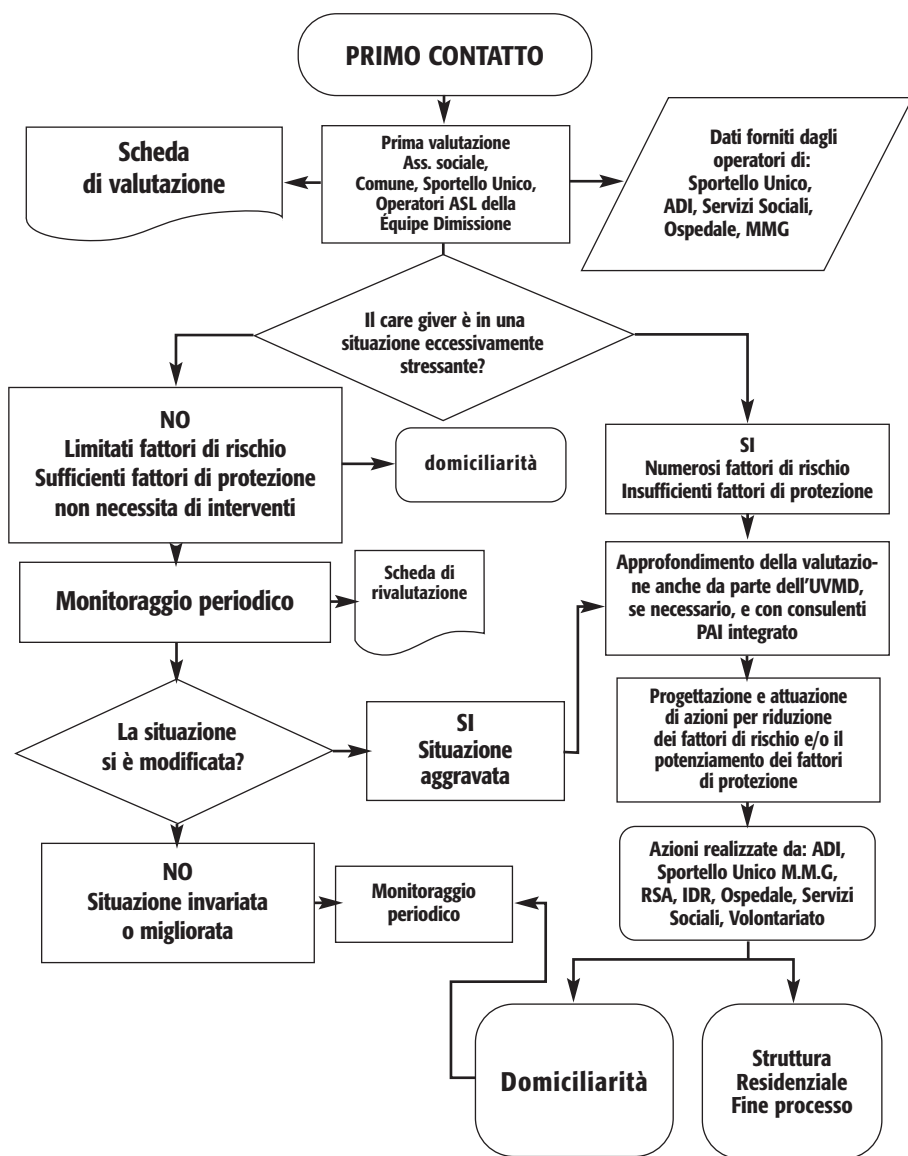 PRIMO CONTATTO
Scheda
di valutazione
Prima valutazione
Ass. sociale,
Comune, Sportello Unico,
Operatori ASL della
Équipe Dimissione
Dati forniti dagli
operatori di:
Sportello Unico,
ADI, Servizi Sociali,
Ospedale, MMG
Il care giver è in una
situazione eccessivamente
stressante?
NO
Limitati fattori di rischio
Sufficienti fattori di protezione
non necessita di interventi
domiciliarità
SI
Numerosi fattori di rischio
Insufficienti fattori di protezione
Monitoraggio periodico
Scheda di
rivalutazione
Approfondimento della valutazio-
ne anche da parte dell'UVMD,
se necessario, e con consulenti
PAI integrato
La situazione
si è modificata?
SI
Situazione
aggravata
Progettazione e attuazione
di azioni per riduzione
dei fattori di rischio e/o il
potenziamento dei fattori
di protezione
NO
Situazione invariata
o migliorata
Monitoraggio
periodico
Azioni realizzate da: ADI,
Sportello Unico M.M.G,
RSA, IDR, Ospedale, Servizi
Sociali, Volontariato
Domiciliarità
Struttura
Residenziale
Fine processo